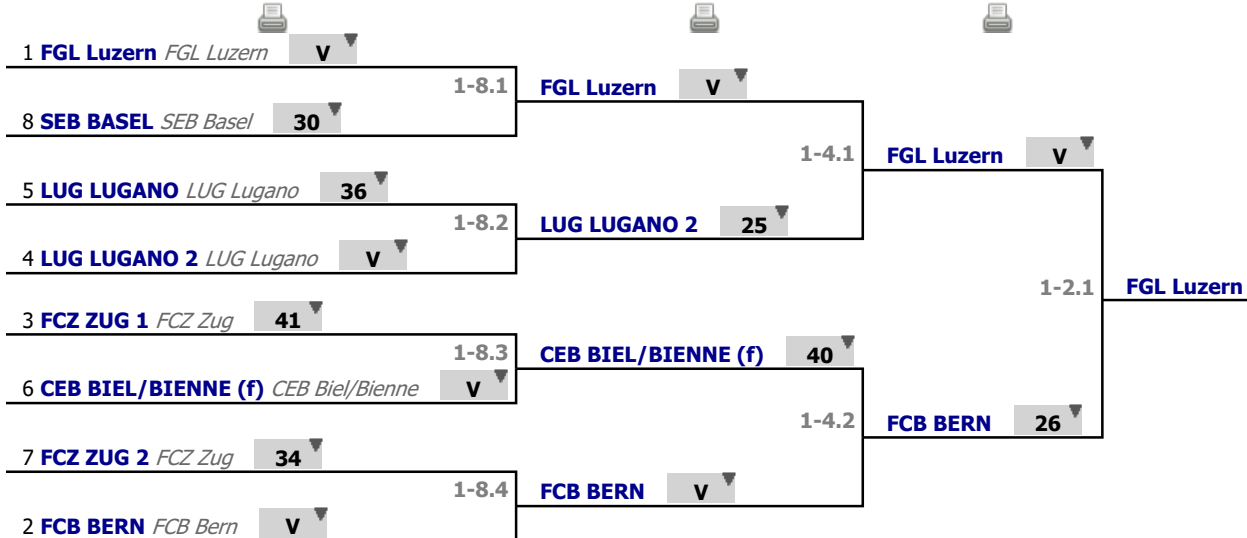 1 FGL Luzern FGL Luzern V
1-8.1
FGL Luzern V
8 SEB BASEL SEB Basel 30
1-4.1
FGL Luzern V
5 LUG LUGANO LUG Lugano 36
1-8.2
LUG LUGANO 2 25
4 LUG LUGANO 2 LUG Lugano V
1-2.1
FGL Luzern
3 FCZ ZUG 1 FCZ Zug 41
1-8.3
CEB BIEL/BIENNE (f) 40
6 CEB BIEL/BIENNE (f) CEB Biel/Bienne V
1-4.2
FCB BERN 26
7 FCZ ZUG 2 FCZ Zug 34
1-8.4
FCB BERN V
2 FCB BERN FCB Bern V